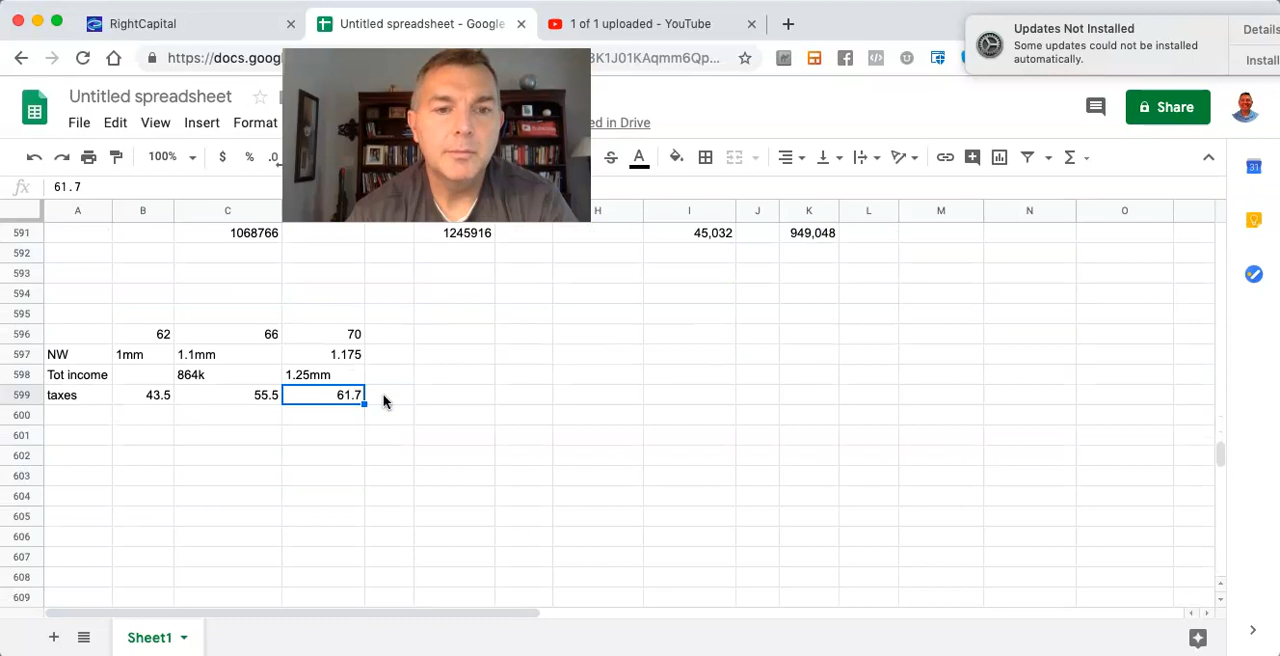 RightCapital
Untitled spreadsheet - Google
1 of 1 uploaded - YouTube
Updates Not Installed
Some updates could not be installed
automatically.
Details
Install
https://docs.goog
3K1J01KAqmm6Qp...
Untitled spreadsheet
File Edit View Insert Format
ed in Drive
Share
100% $ % .0
fx 61.7
A B C H I J K L M N O
591 1068766 1245916 45,032 949,048
592
593
594
595
596 62 66 70
597 NW 1mm 1.1mm 1.175
598 Tot income 864k 1.25mm
599 taxes 43.5 55.5 61.7
600
601
602
603
604
605
606
607
608
609
Sheet1